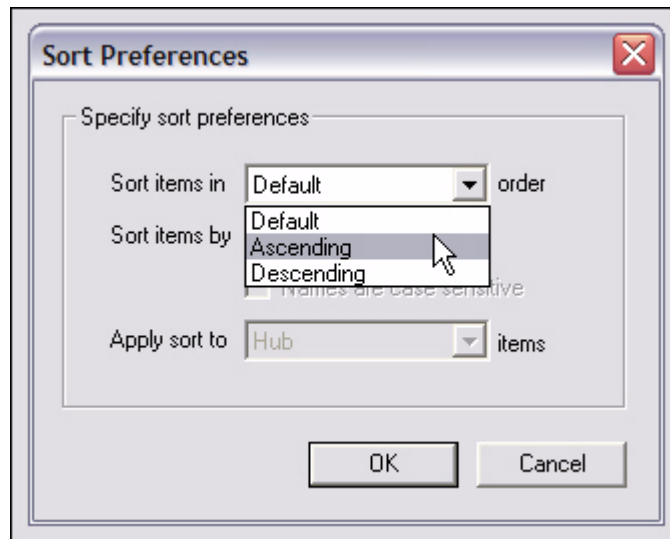 Sort Preferences
Specify sort preferences
Sort items in Default order
Default
Sort items by
Ascending
Descending
Names are case sensitive
Apply sort to Hub items
OK Cancel